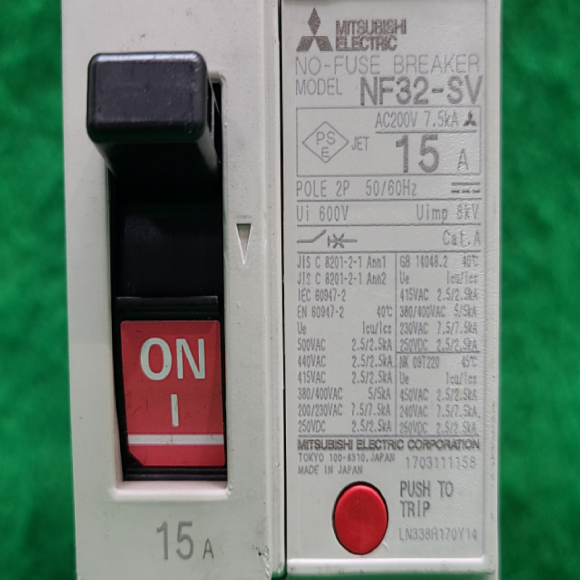 MITSUBISHI
ELECTRIC
NO-FUSE BREAKER
MODEL NF32-SV
AC200V 7.5kA
PS
E
JET
15 A
POLE 2P 50/60Hz
Ui 600V Uimp 8kV
Cat.A
JIS C 8201-2-1 Ann1
JIS C 8201-2-1 Ann2
IEC 60947-2
EN 60947-2 40℃
Ue Icu/Ics
500VAC 2.5/2.5kA
440VAC 2.5/2.5kA
415VAC 2.5/2.5kA
380/400VAC 5/5kA
200/230VAC 7.5/7.5kA
250VDC 2.5/2.5kA
GB 14048.2 40℃
Ue Icu/Ics
415VAC 2.5/2.5kA
380/400VAC 5/5kA
230VAC 7.5/7.5kA
250VDC 2.5/2.5kA
NK 09T220 45℃
Ue Icu/Ics
450VAC 2.5/2.5kA
240VAC 7.5/7.5kA
250VDC 2.5/2.5kA
MITSUBISHI ELECTRIC CORPORATION
TOKYO 100-8310,JAPAN 1703111158
MADE IN JAPAN
PUSH TO
TRIP
LN338A170Y14
ON
I
15 A